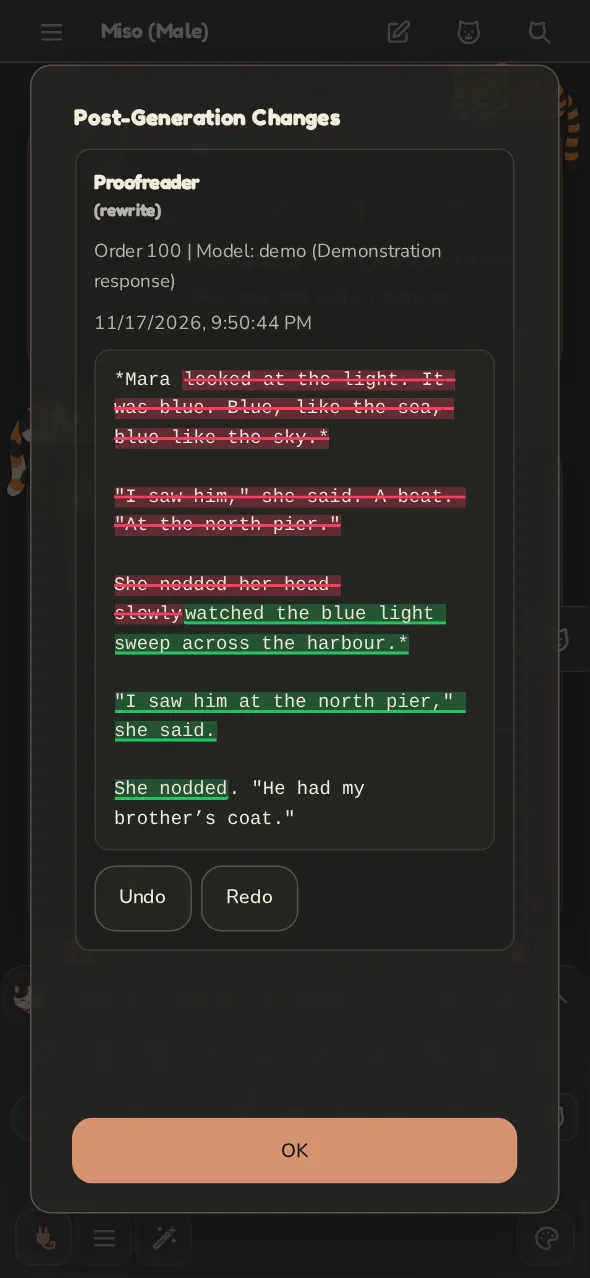 Miso (Male)
Post-Generation Changes
Proofreader
(rewrite)
Order 100 | Model: demo (Demonstration
response)
11/17/2026, 9:50:44 PM
*Mara looked at the light. It
was blue. Blue, like the sea,
blue like the sky.*
"I saw him," she said. A beat.
"At the north pier."
She nodded her head
slowlywatched the blue light
sweep across the harbour.*
"I saw him at the north pier,"
she said.
She nodded. "He had my
brother’s coat."
Undo
Redo
OK